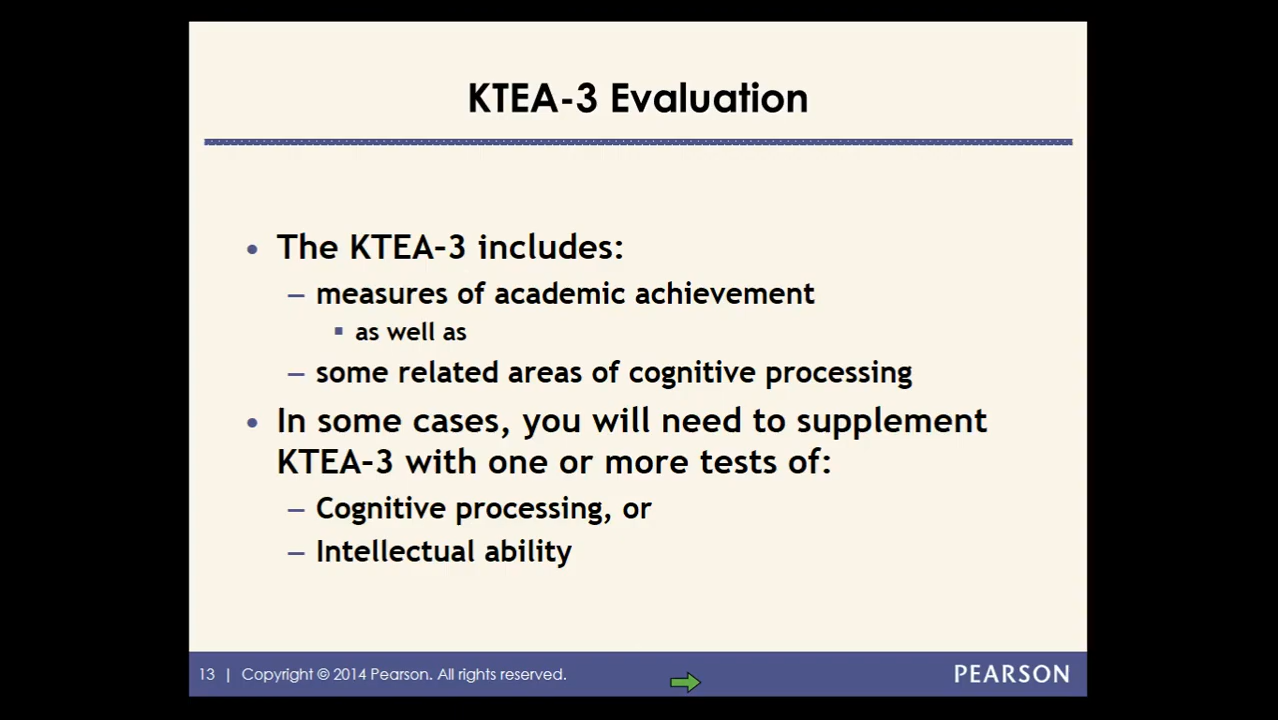 KTEA-3 Evaluation
• The KTEA-3 includes:
– measures of academic achievement
▪ as well as
– some related areas of cognitive processing
• In some cases, you will need to supplement
KTEA-3 with one or more tests of:
– Cognitive processing, or
– Intellectual ability
13 | Copyright © 2014 Pearson. All rights reserved.
PEARSON